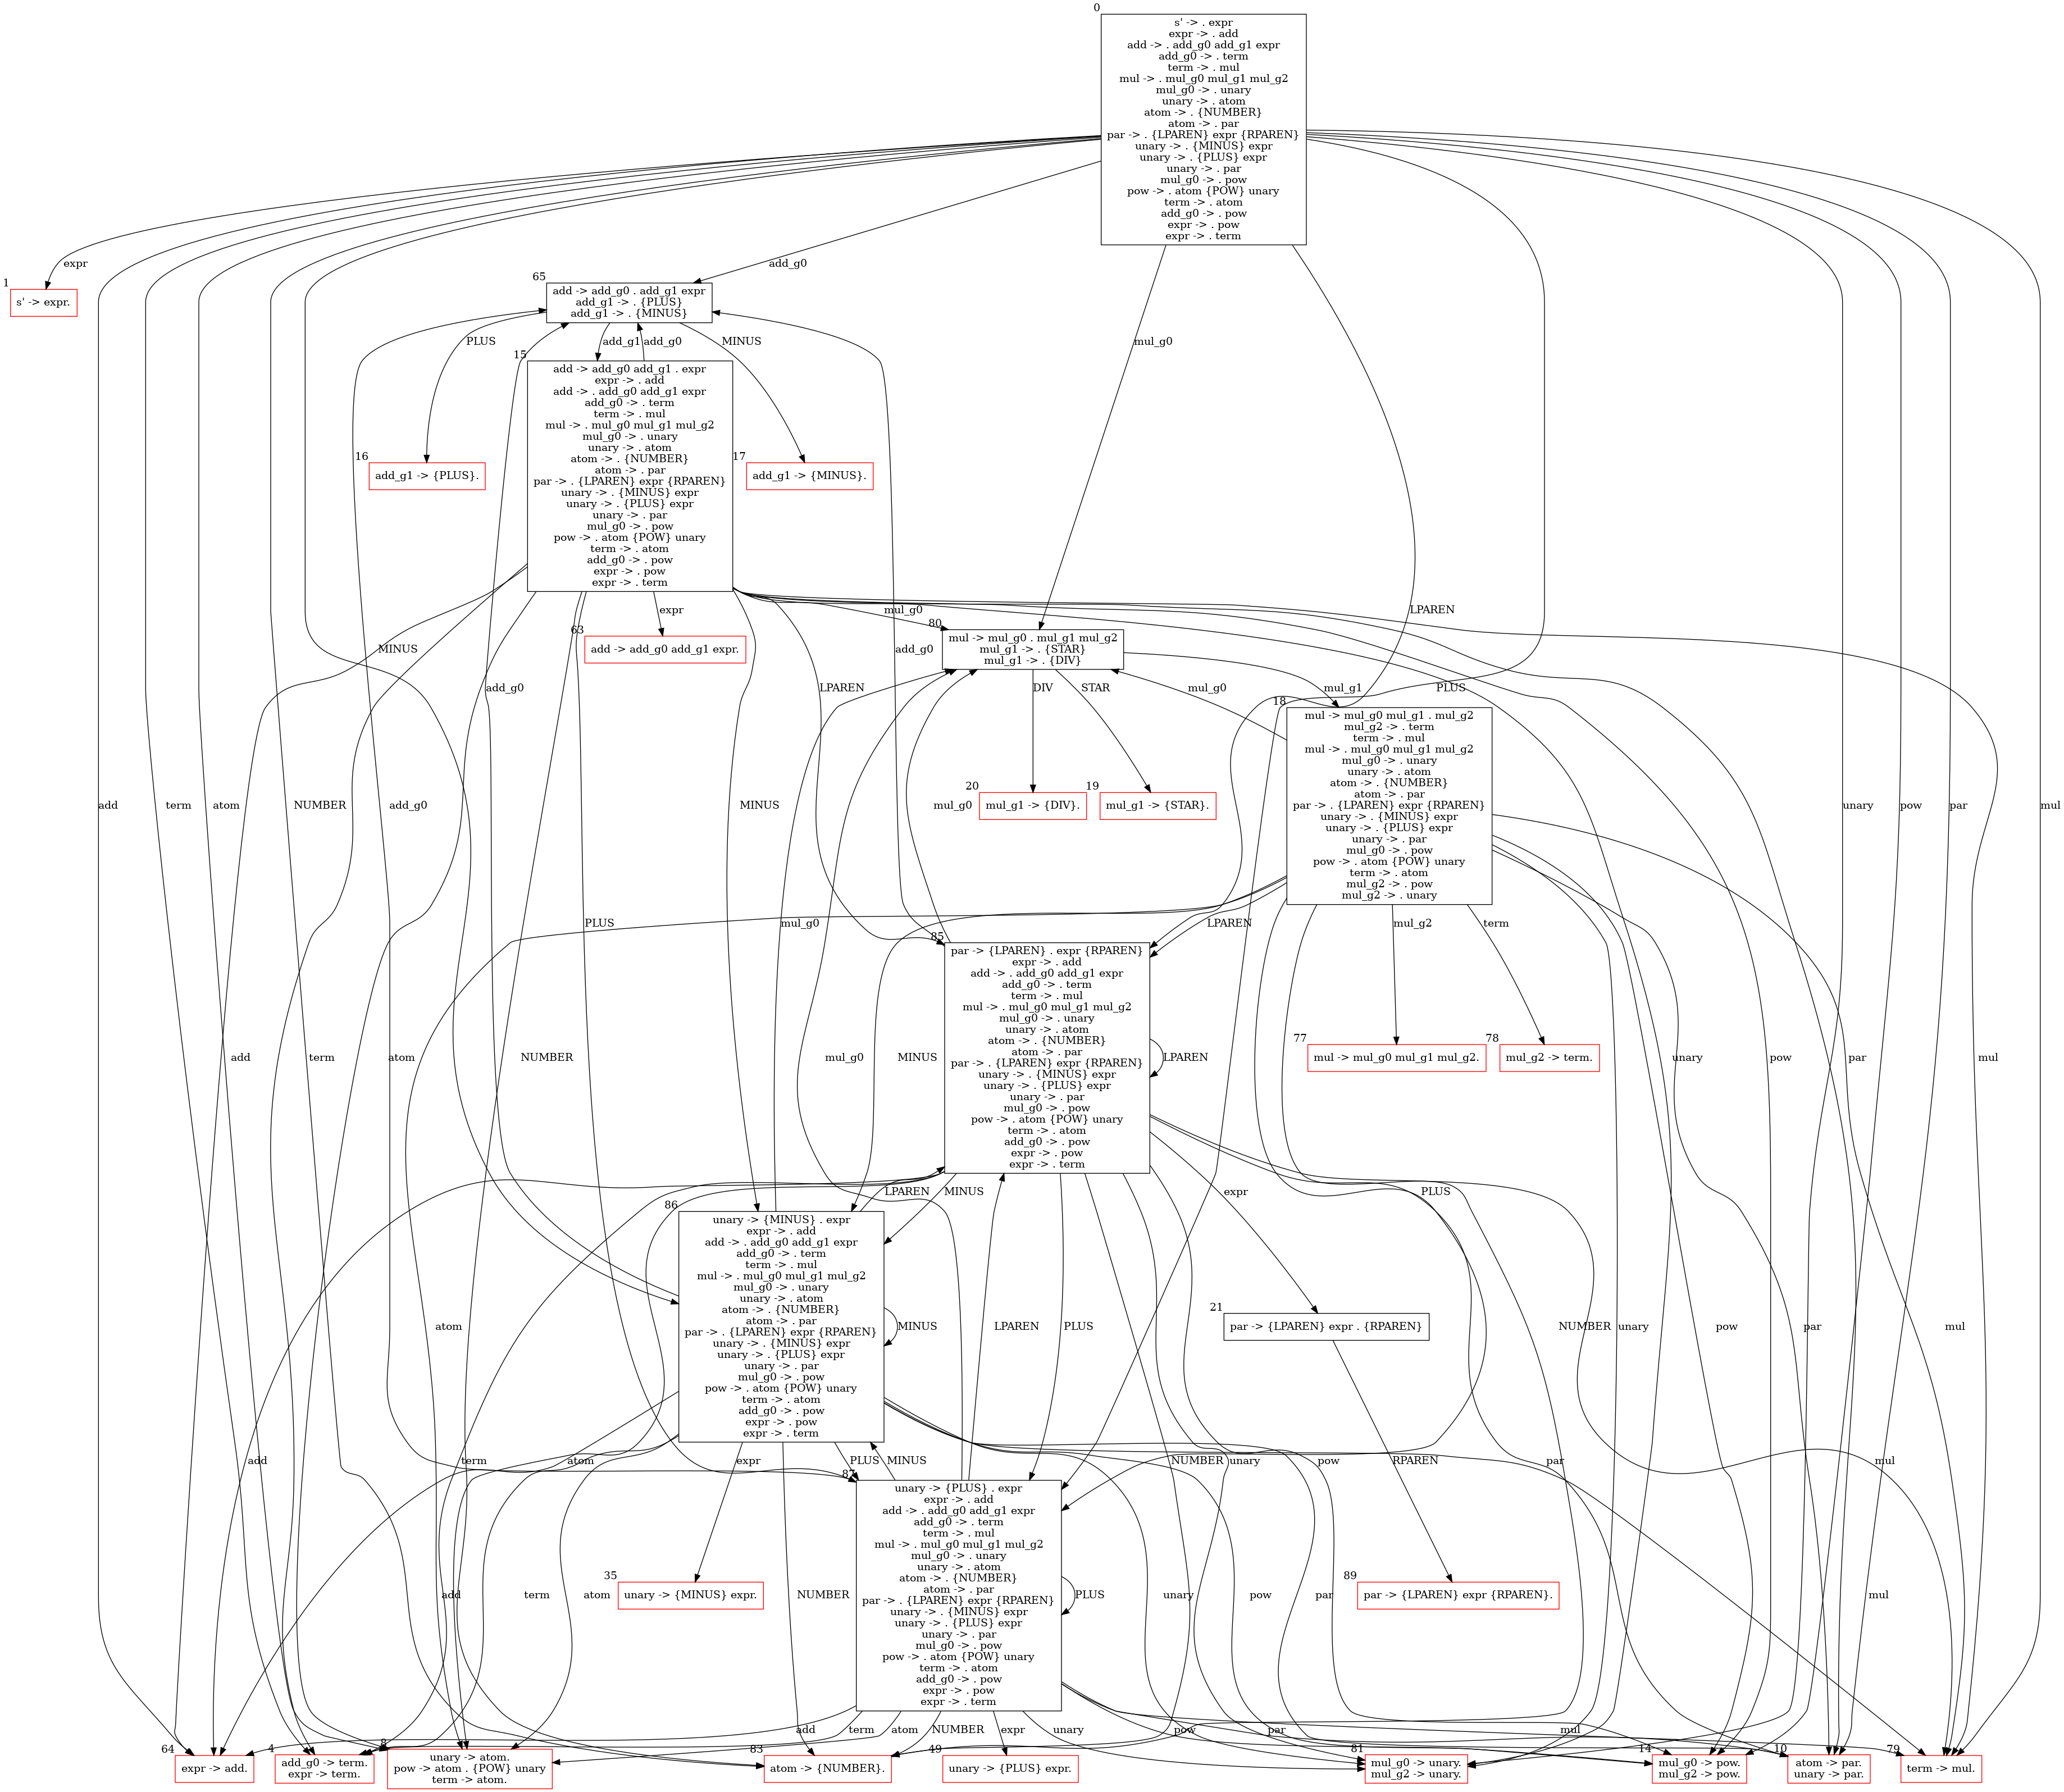 0
s' -> . expr
expr -> . add
add -> . add_g0 add_g1 expr
add_g0 -> . term
term -> . mul
mul -> . mul_g0 mul_g1 mul_g2
mul_g0 -> . unary
unary -> . atom
atom -> . {NUMBER}
atom -> . par
par -> . {LPAREN} expr {RPAREN}
unary -> . {MINUS} expr
unary -> . {PLUS} expr
unary -> . par
mul_g0 -> . pow
pow -> . atom {POW} unary
term -> . atom
add_g0 -> . pow
expr -> . pow
expr -> . term
expr
add_g0
1
s' -> expr.
65
add -> add_g0 . add_g1 expr
add_g1 -> . {PLUS}
add_g1 -> . {MINUS}
PLUS
add_g1
add_g0
MINUS
mul_g0
15
add -> add_g0 add_g1 . expr
expr -> . add
add -> . add_g0 add_g1 expr
add_g0 -> . term
term -> . mul
mul -> . mul_g0 mul_g1 mul_g2
mul_g0 -> . unary
unary -> . atom
atom -> . {NUMBER}
atom -> . par
par -> . {LPAREN} expr {RPAREN}
unary -> . {MINUS} expr
unary -> . {PLUS} expr
unary -> . par
mul_g0 -> . pow
pow -> . atom {POW} unary
term -> . atom
add_g0 -> . pow
expr -> . pow
expr -> . term
16
add_g1 -> {PLUS}.
17
add_g1 -> {MINUS}.
expr
mul_g0
LPAREN
63
add -> add_g0 add_g1 expr.
80
mul -> mul_g0 . mul_g1 mul_g2
mul_g1 -> . {STAR}
mul_g1 -> . {DIV}
MINUS
add_g0
LPAREN
add_g0
DIV
STAR
mul_g0
mul_g1
PLUS
18
mul -> mul_g0 mul_g1 . mul_g2
mul_g2 -> . term
term -> . mul
mul -> . mul_g0 mul_g1 mul_g2
mul_g0 -> . unary
unary -> . atom
atom -> . {NUMBER}
atom -> . par
par -> . {LPAREN} expr {RPAREN}
unary -> . {MINUS} expr
unary -> . {PLUS} expr
unary -> . par
mul_g0 -> . pow
pow -> . atom {POW} unary
term -> . atom
mul_g2 -> . pow
mul_g2 -> . unary
20
mul_g1 -> {DIV}.
19
mul_g1 -> {STAR}.
add
term
atom
NUMBER
add_g0
MINUS
mul_g0
unary
pow
par
mul
PLUS
mul_g0
LPAREN
mul_g2
term
85
par -> {LPAREN} . expr {RPAREN}
expr -> . add
add -> . add_g0 add_g1 expr
add_g0 -> . term
term -> . mul
mul -> . mul_g0 mul_g1 mul_g2
mul_g0 -> . unary
unary -> . atom
atom -> . {NUMBER}
atom -> . par
par -> . {LPAREN} expr {RPAREN}
unary -> . {MINUS} expr
unary -> . {PLUS} expr
unary -> . par
mul_g0 -> . pow
pow -> . atom {POW} unary
term -> . atom
add_g0 -> . pow
expr -> . pow
expr -> . term
77
mul -> mul_g0 mul_g1 mul_g2.
78
mul_g2 -> term.
add
term
atom
NUMBER
mul_g0
MINUS
LPAREN
unary
pow
par
mul
LPAREN
MINUS
expr
PLUS
86
unary -> {MINUS} . expr
expr -> . add
add -> . add_g0 add_g1 expr
add_g0 -> . term
term -> . mul
mul -> . mul_g0 mul_g1 mul_g2
mul_g0 -> . unary
unary -> . atom
atom -> . {NUMBER}
atom -> . par
par -> . {LPAREN} expr {RPAREN}
unary -> . {MINUS} expr
unary -> . {PLUS} expr
unary -> . par
mul_g0 -> . pow
pow -> . atom {POW} unary
term -> . atom
add_g0 -> . pow
expr -> . pow
expr -> . term
21
par -> {LPAREN} expr . {RPAREN}
atom
MINUS
LPAREN
PLUS
NUMBER
unary
pow
par
mul
add
term
atom
expr
PLUS
MINUS
NUMBER
unary
pow
RPAREN
par
mul
87
unary -> {PLUS} . expr
expr -> . add
add -> . add_g0 add_g1 expr
add_g0 -> . term
term -> . mul
mul -> . mul_g0 mul_g1 mul_g2
mul_g0 -> . unary
unary -> . atom
atom -> . {NUMBER}
atom -> . par
par -> . {LPAREN} expr {RPAREN}
unary -> . {MINUS} expr
unary -> . {PLUS} expr
unary -> . par
mul_g0 -> . pow
pow -> . atom {POW} unary
term -> . atom
add_g0 -> . pow
expr -> . pow
expr -> . term
35
unary -> {MINUS} expr.
89
par -> {LPAREN} expr {RPAREN}.
add
term
atom
NUMBER
PLUS
unary
pow
par
mul
add
term
atom
NUMBER
expr
unary
pow
par
mul
64
expr -> add.
4
add_g0 -> term.
expr -> term.
8
unary -> atom.
pow -> atom . {POW} unary
term -> atom.
83
atom -> {NUMBER}.
49
unary -> {PLUS} expr.
81
mul_g0 -> unary.
mul_g2 -> unary.
14
mul_g0 -> pow.
mul_g2 -> pow.
10
atom -> par.
unary -> par.
79
term -> mul.